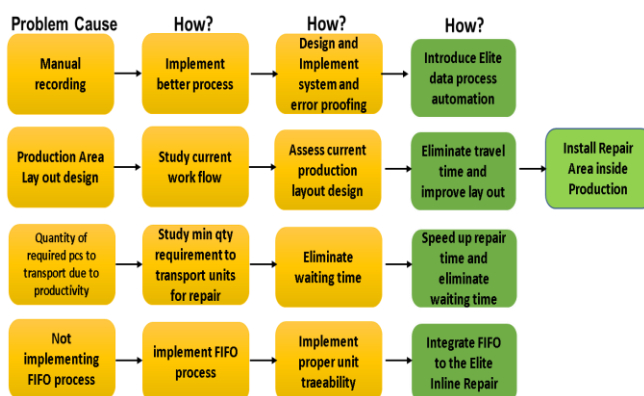 Problem Cause
How?
How?
How?
Manual
recording
Implement
better process
Design and
Implement
system and
error proofing
Introduce Elite
data process
automation
Production Area
Lay out design
Study current
work flow
Assess current
production
layout design
Eliminate travel
time and
improve lay out
Install Repair
Area inside
Production
Quantity of
required pcs to
transport due to
productivity
Study min qty
requirement to
transport units
for repair
Eliminate
waiting time
Speed up repair
time and
eliminate
waiting time
Not
implementing
FIFO process
implement FIFO
process
Implement
proper unit
traeability
Integrate FIFO
to the Elite
Inline Repair